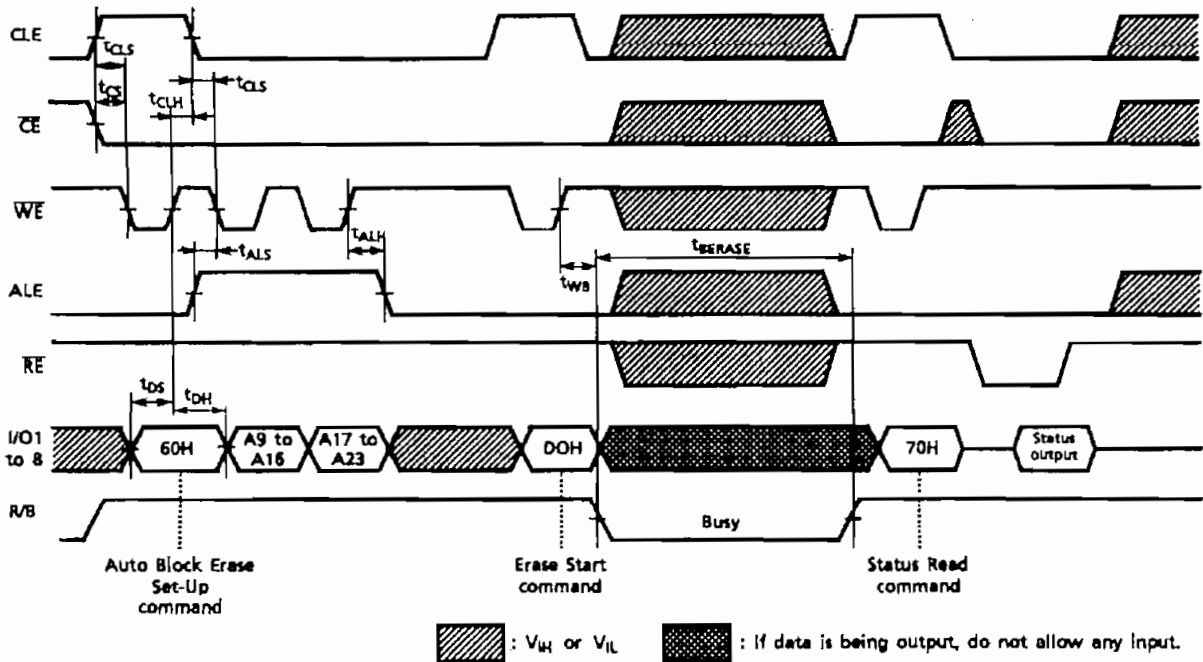 CLE
tCLS
tCS
tCLH
tCLS
CE
WE
tALS
tALH
tWB
tBERASE
ALE
RE
tDS
tDH
I/O1
to 8
60H
A9 to
A16
A17 to
A23
DOH
70H
Status
output
R/B
Busy
Auto Block Erase
Set-Up
command
Erase Start
command
Status Read
command
: VIH or VIL
: If data is being output, do not allow any input.